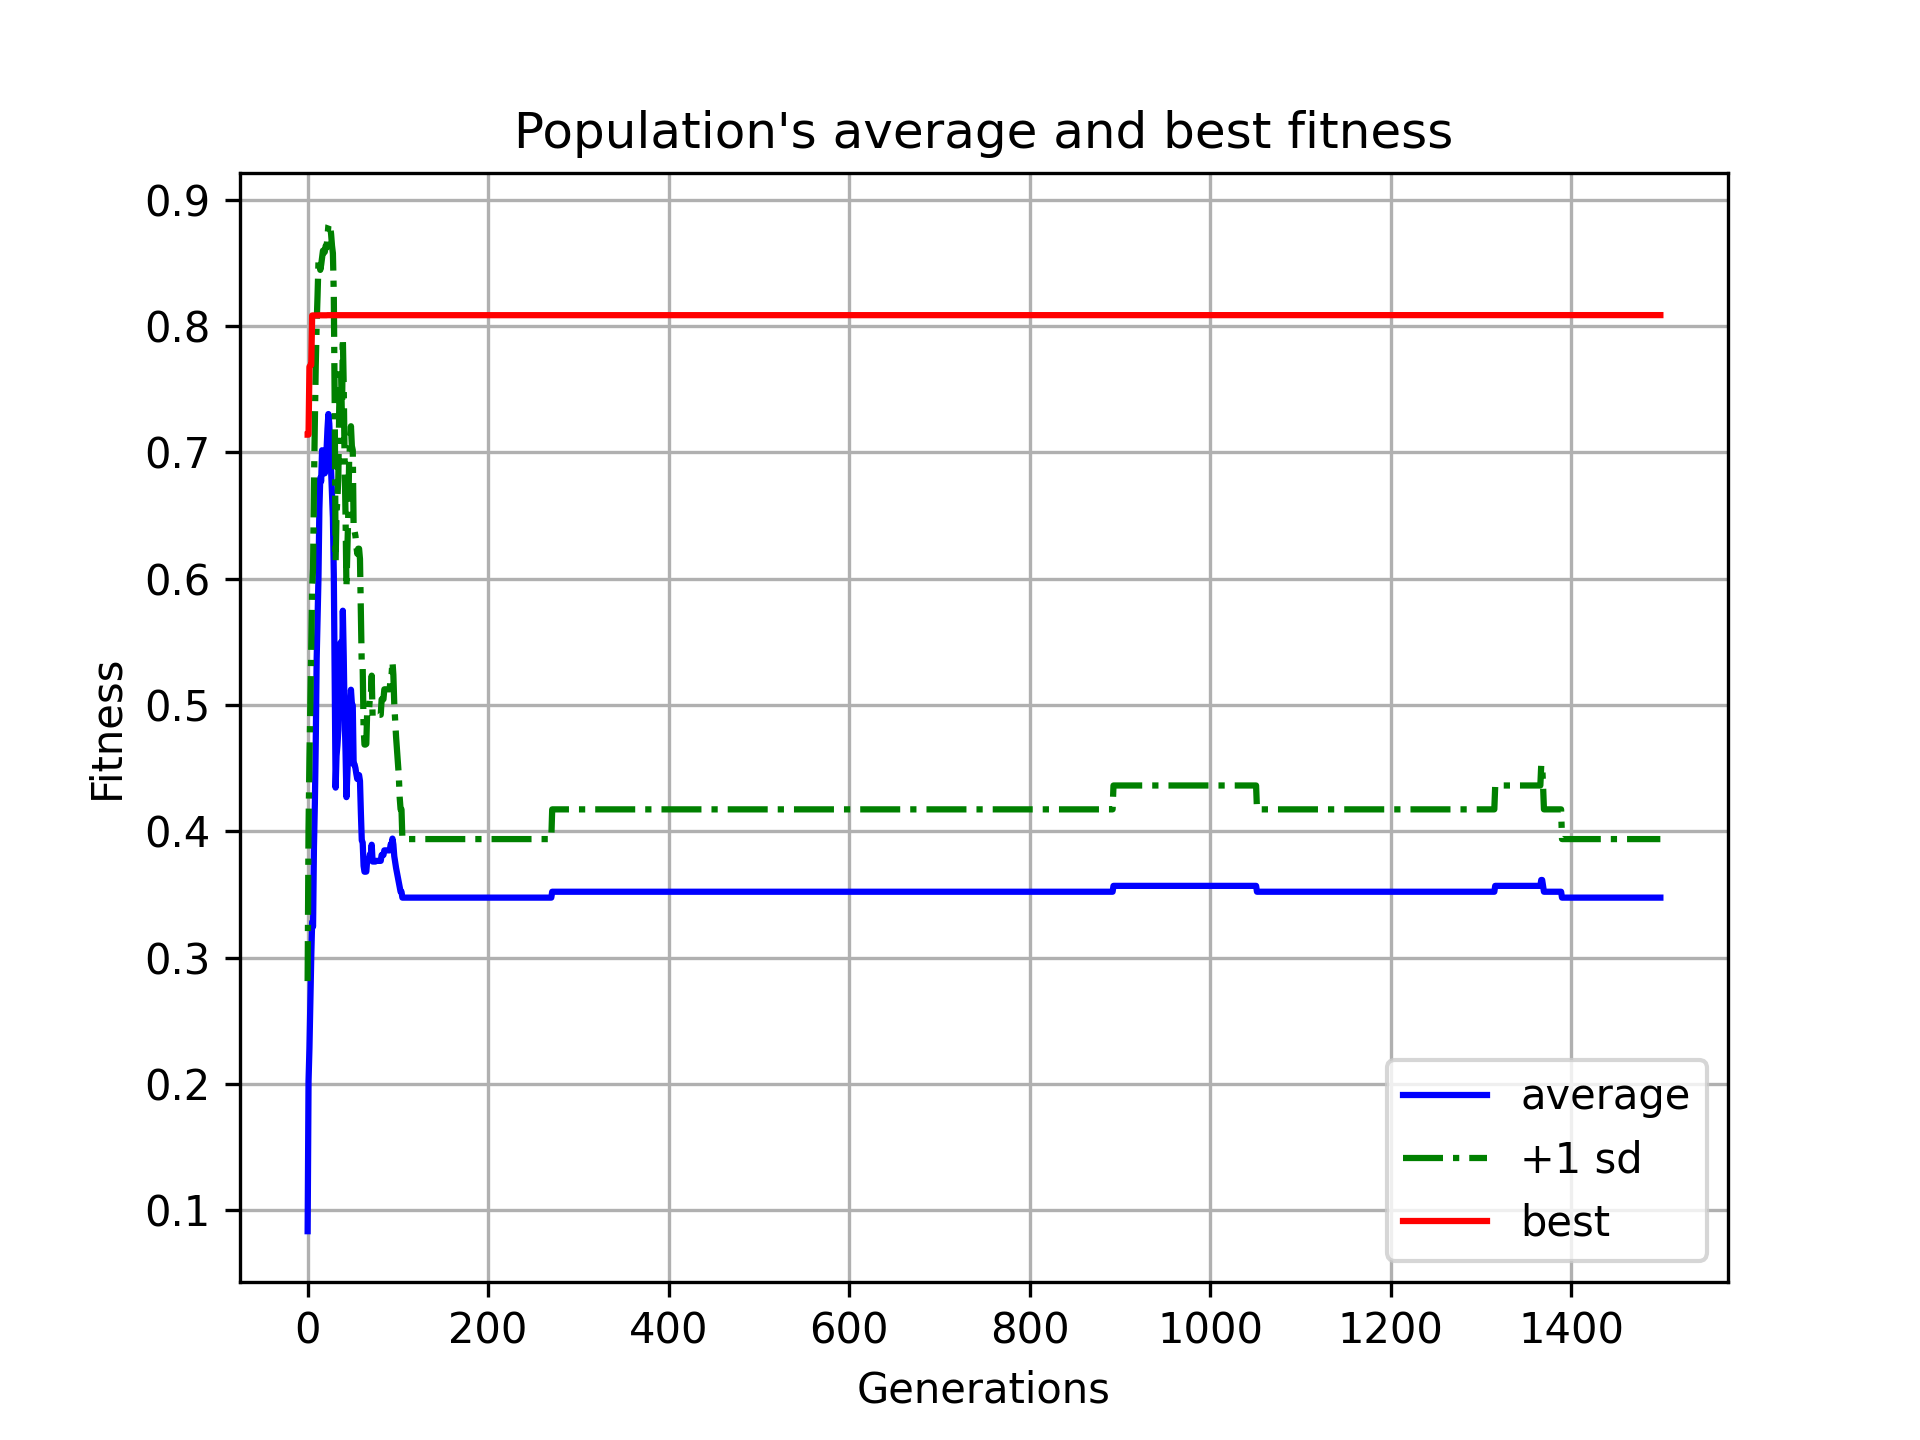 Population's average and best fitness
0.9
0.8
0.7
0.6
0.5
0.4
0.3
0.2
0.1
Fitness
0 200 400 600 800 1000 1200 1400
Generations
average
+1 sd
best